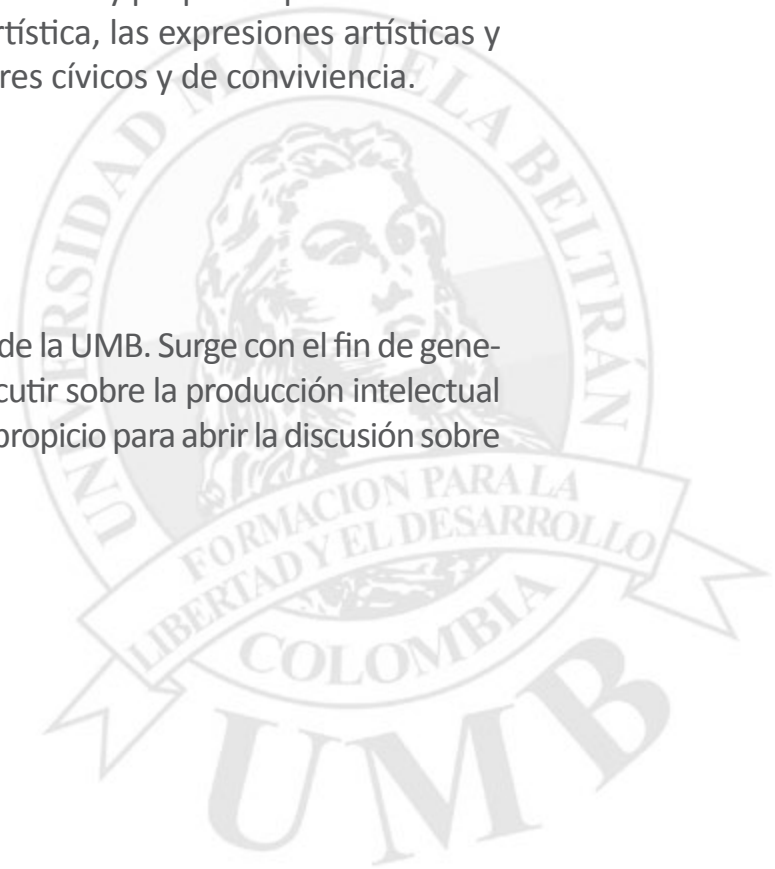 rtística, las expresiones artísticas y
res cívicos y de conviviencia.
de la UMB. Surge con el fin de gene-
cutir sobre la producción intelectual
propicio para abrir la discusión sobre
UNIVERSIDAD MANUELA BELTRÁN
FORMACION PARA LA
LIBERTAD Y EL DESARROLLO
COLOMBIA
UMB